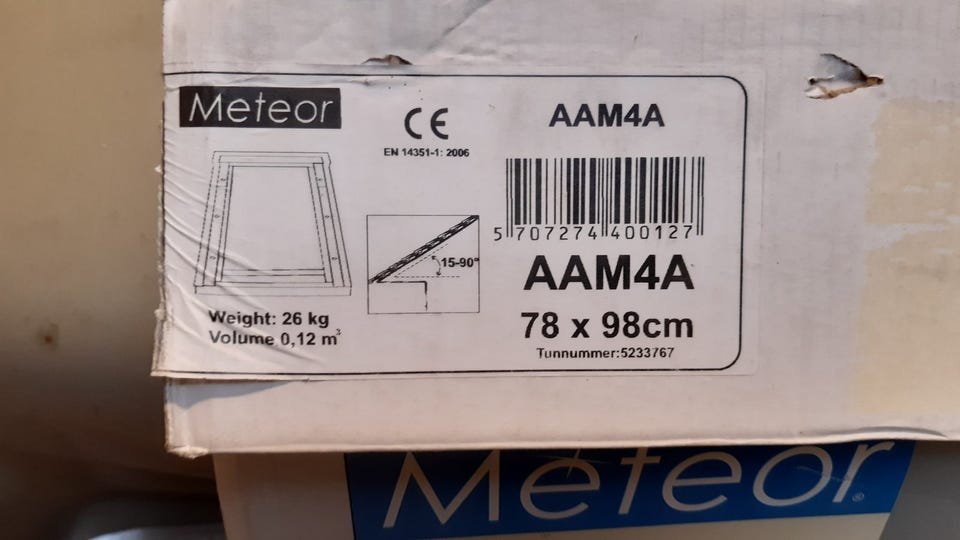 Meteor
CE
EN 14351-1: 2006
AAM4A
5 707274 400127
15-90°
AAM4A
78 x 98cm
Tunnummer:5233767
Weight: 26 kg
Volume 0,12 m³
Meteor®